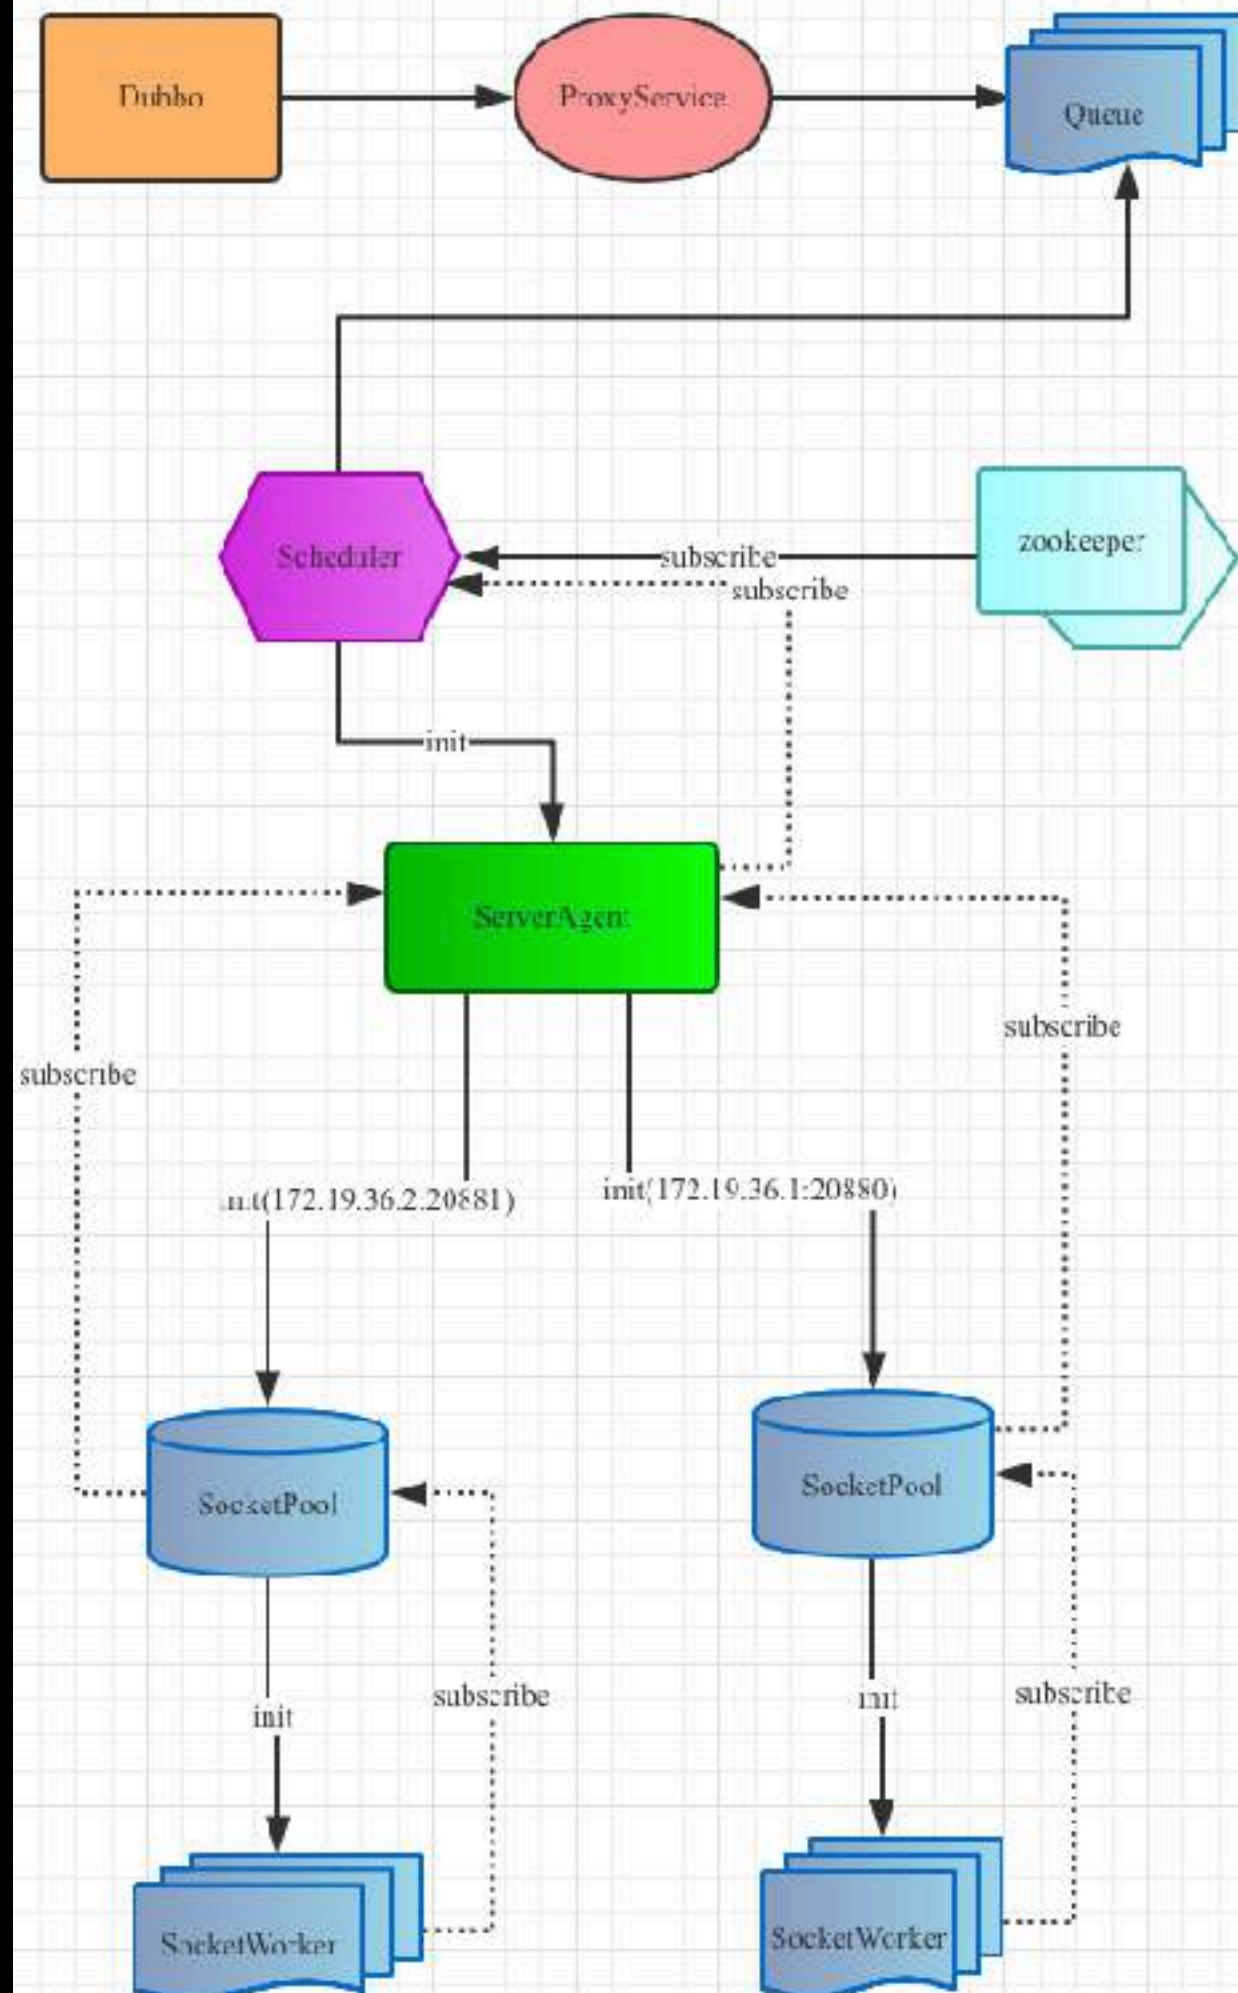 Dubbo
ProxyService
Queue
Scheduler
subscribe
zookeeper
subscribe
init
ServerAgent
subscribe
subscribe
init(172.19.36.2.20881)
init(172.19.36.1:20880)
SocketPool
SocketPool
init
subscribe
init
subscribe
SocketWorker
SocketWorker